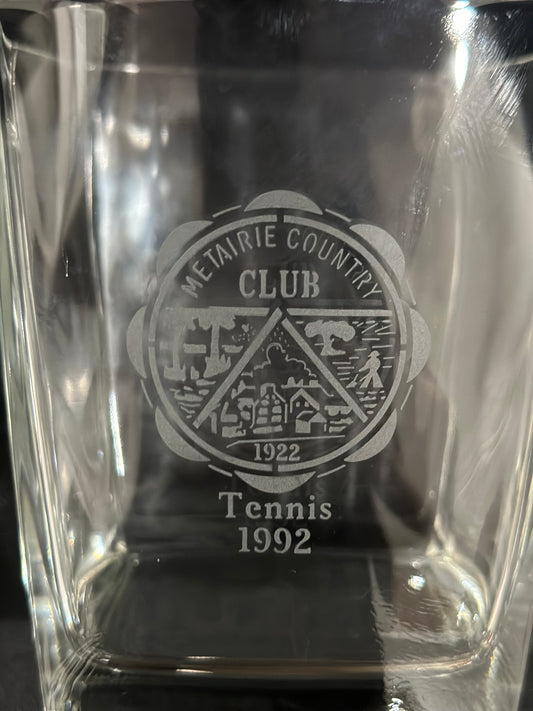 METAIRIE COUNTRY
CLUB
1922
Tennis
1992